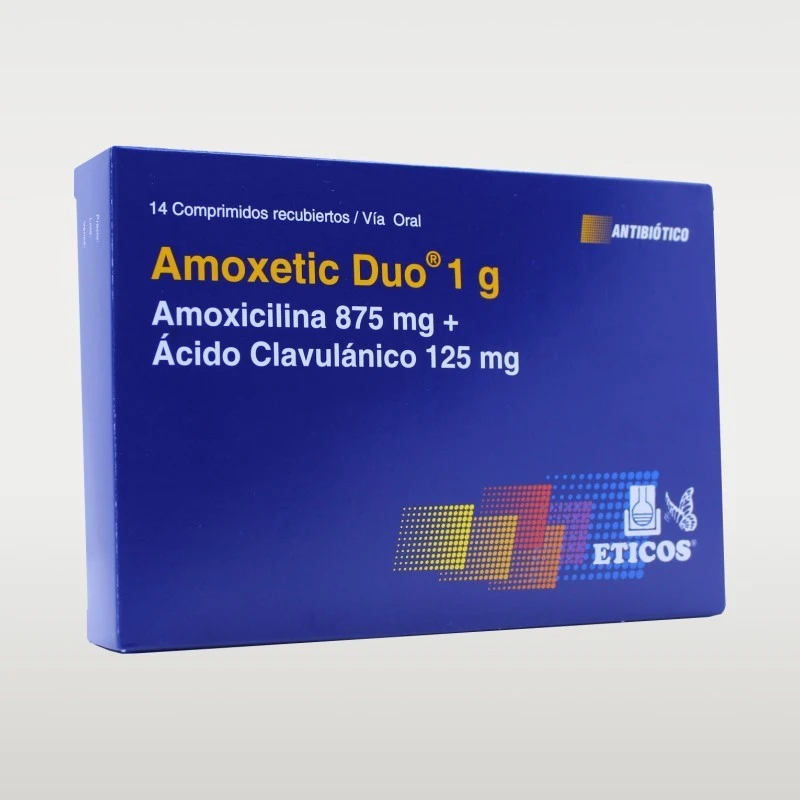 14 Comprimidos recubiertos / Vía Oral
ANTIBIÓTICO
Amoxetic Duo® 1 g
Amoxicilina 875 mg +
Ácido Clavulánico 125 mg
ETICOS®